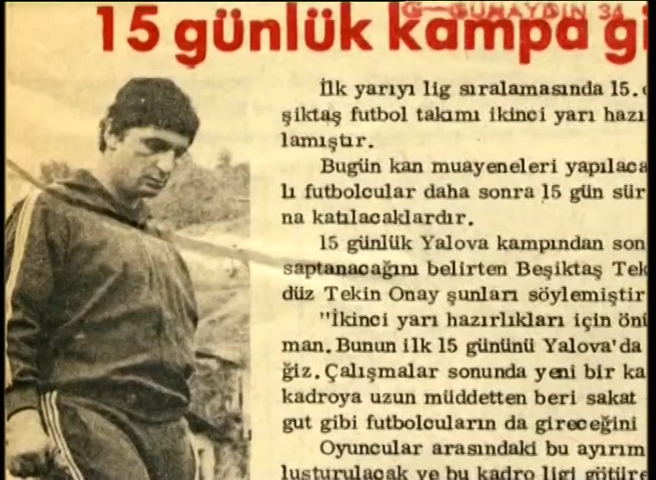 G-GUNAYDIN 34
15 günlük kampa gi
İlk yarıyı lig sıralamasında 15.
şiktaş futbol takımı ikinci yarı hazı
lamıştır.
Bugün kan muayeneleri yapılaca
lı futbolcular daha sonra 15 gün sür
na katılacaklardır.
15 günlük Yalova kampından son
saptanacağını belirten Beşiktaş Tek
düz Tekin Onay şunları söylemiştir
"İkinci yarı hazırlıkları için önü
man. Bunun ilk 15 gününü Yalova'da
ğiz. Çalışmalar sonunda yeni bir ka
kadroya uzun müddetten beri sakat
gut gibi futbolcuların da gireceğini
Oyuncular arasındaki bu ayırım
luşturulacak ve bu kadro ligi götüre